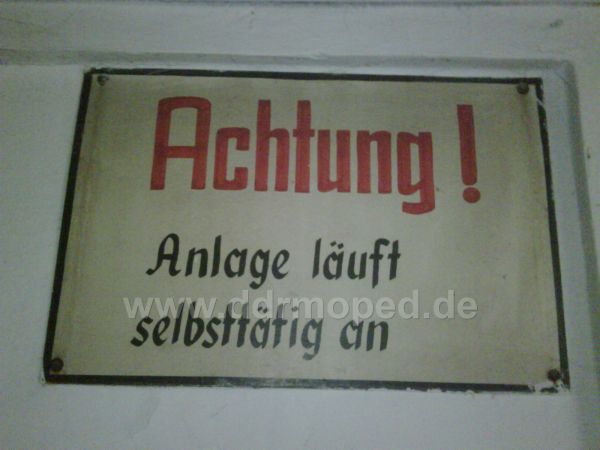 Achtung !
Anlage läuft
www.ddrmoped.de
selbsttätig an